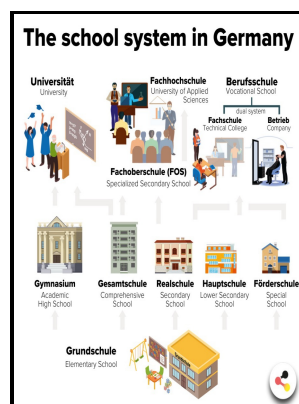 The school system in Germany
Universität
University
Fachhochschule
University of Applied
Sciences
Berufsschule
Vocational School
dual system
Fachschule
Technical College
Betrieb
Company
Fachoberschule (FOS)
Specialized Secondary School
Gymnasium
Academic
High School
Gesamtschule
Comprehensive
School
Realschule
Secondary
School
Hauptschule
Lower Secondary
School
Förderschule
Special
School
Grundschule
Elementary School